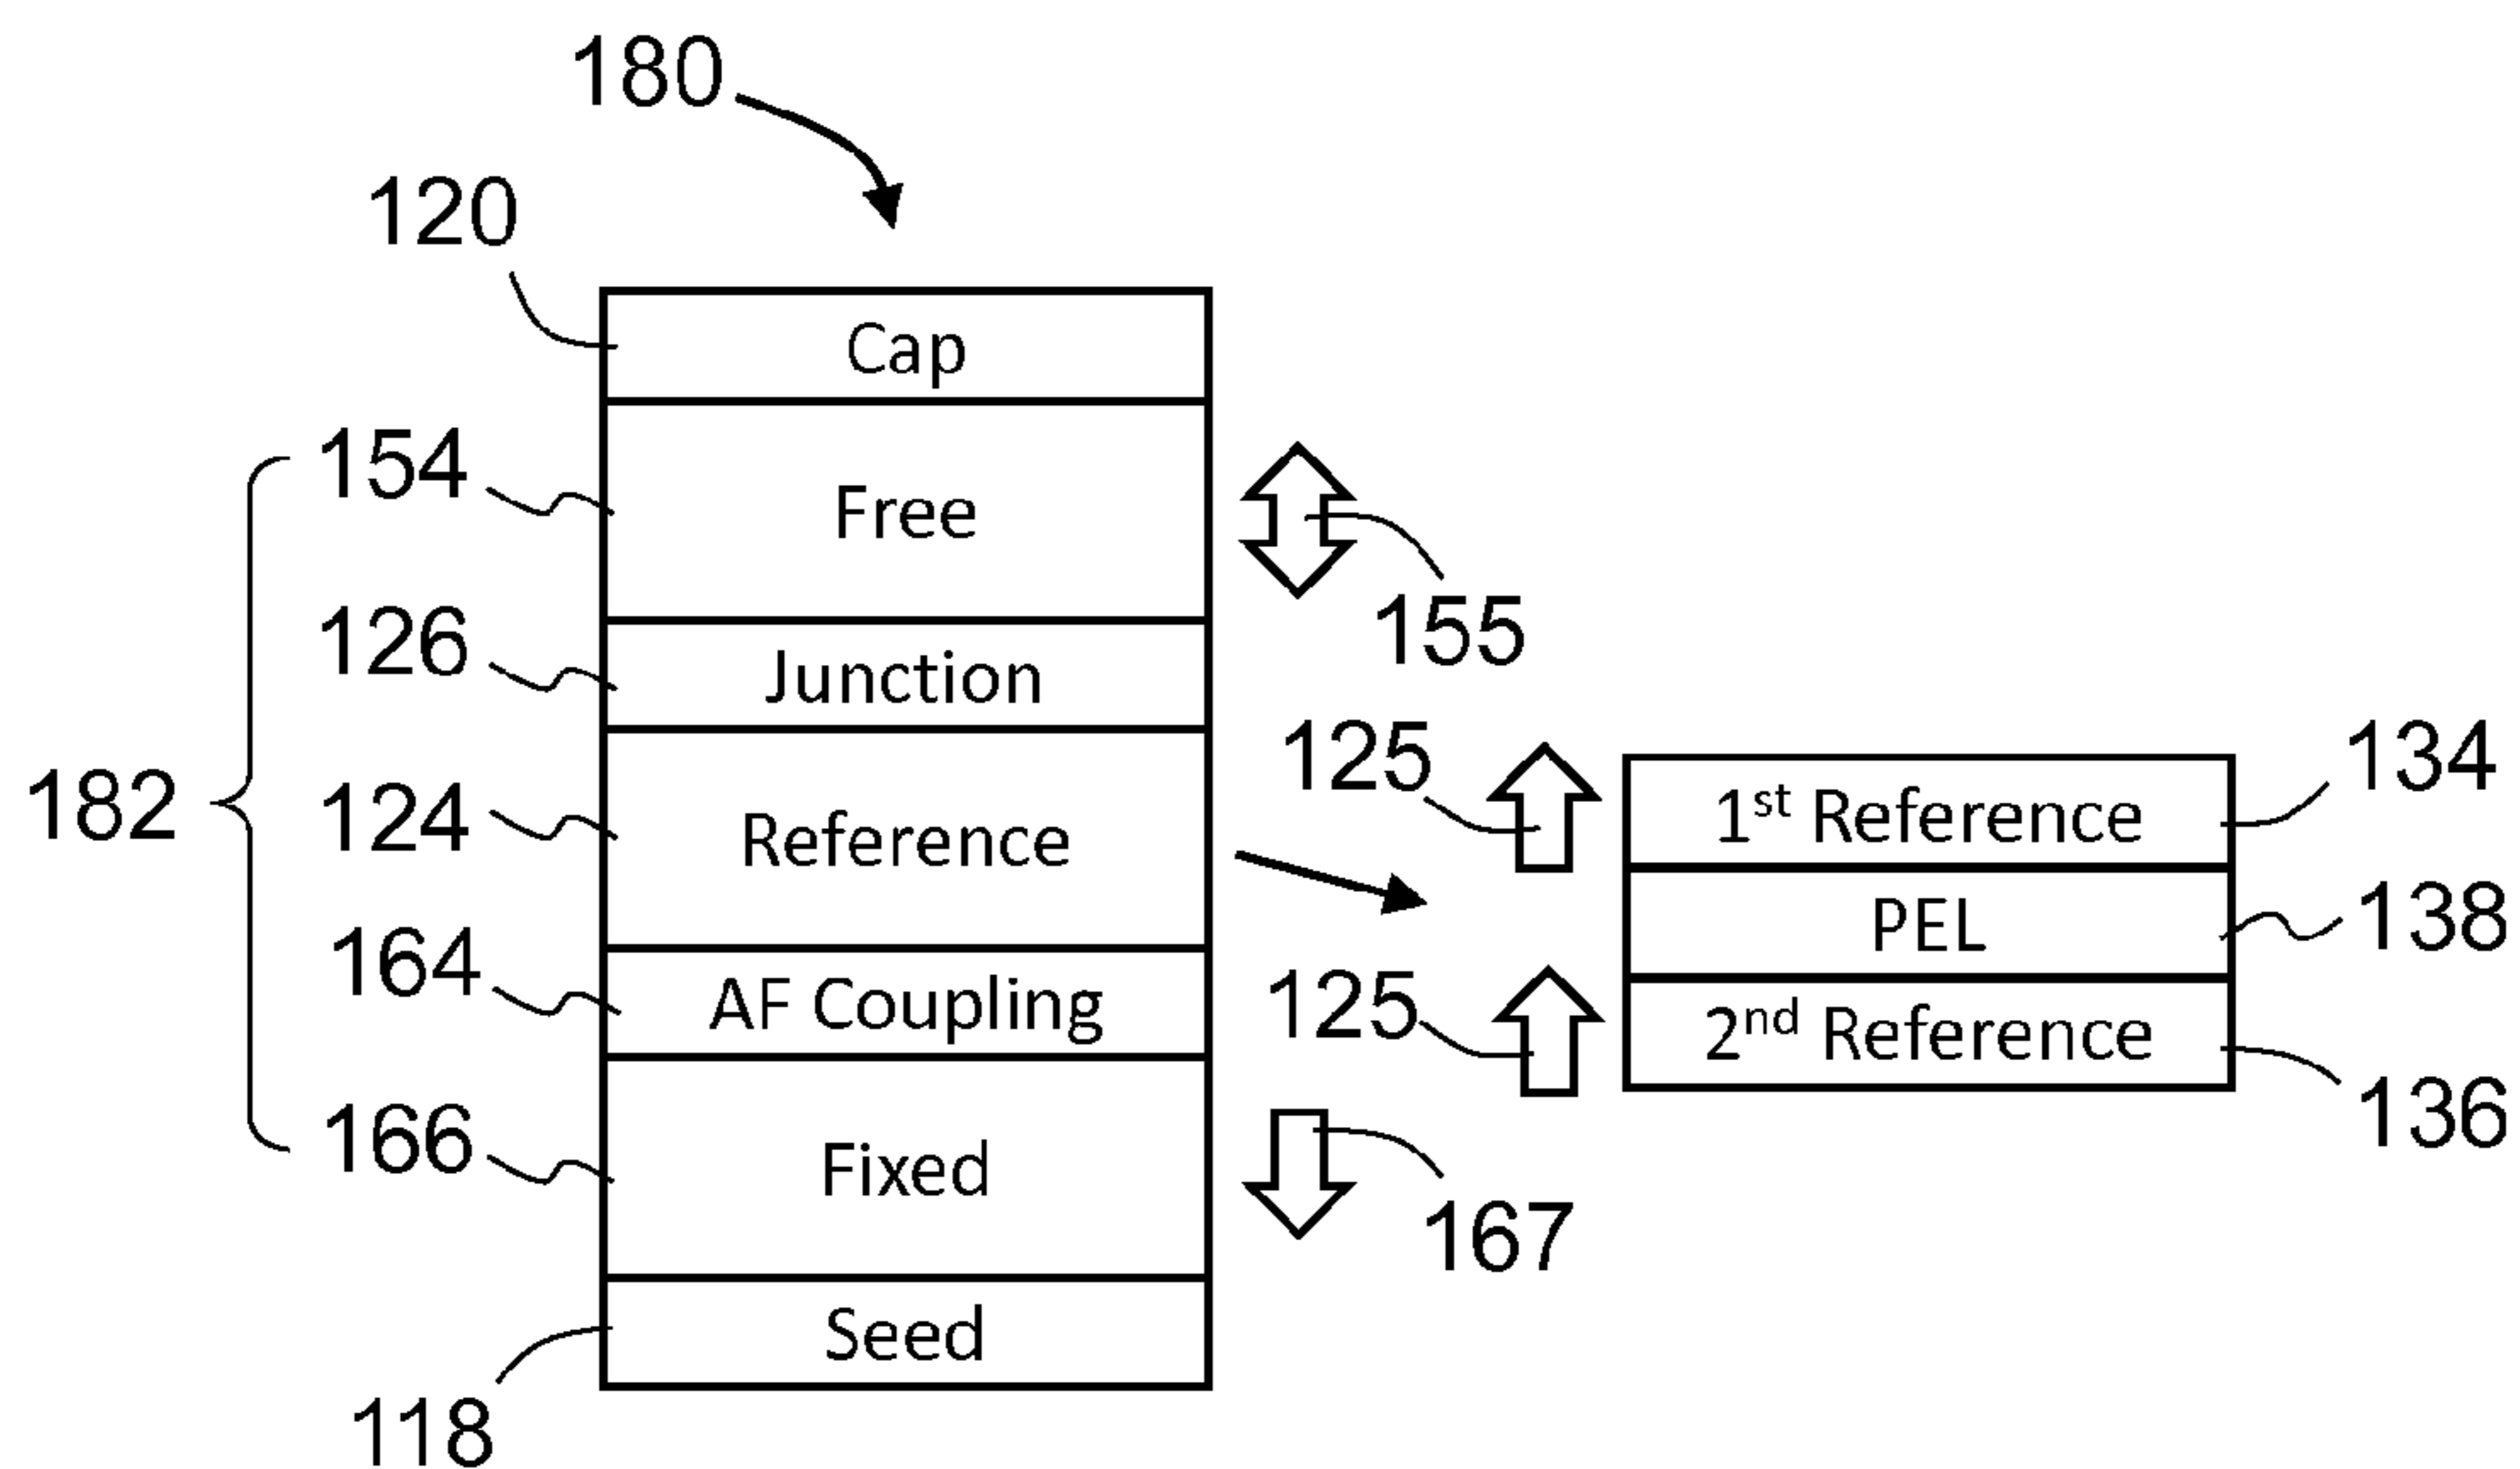 180
120
Cap
154
Free
155
126
Junction
182
124
Reference
125
1st Reference
134
PEL
138
164
AF Coupling
125
2nd Reference
136
166
Fixed
167
Seed
118